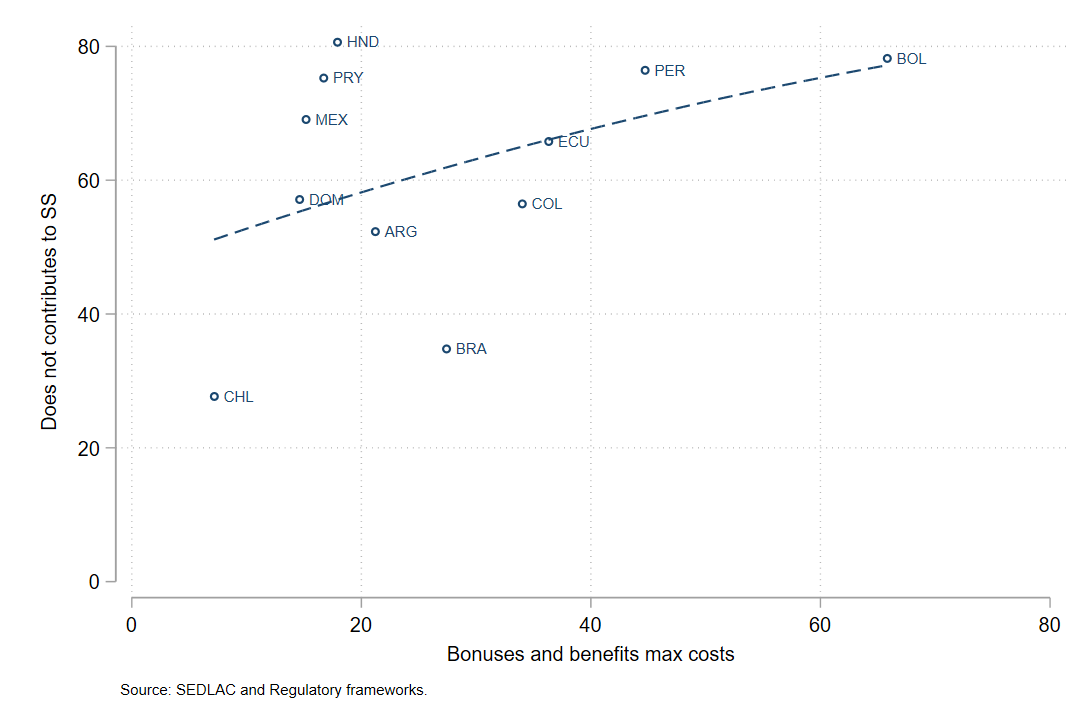 80
HND
BOL
PRY
PER
MEX
ECU
60
DOM
COL
ARG
Does not contributes to SS
40
BRA
CHL
20
0
0 20 40 60 80
Bonuses and benefits max costs
Source: SEDLAC and Regulatory frameworks.